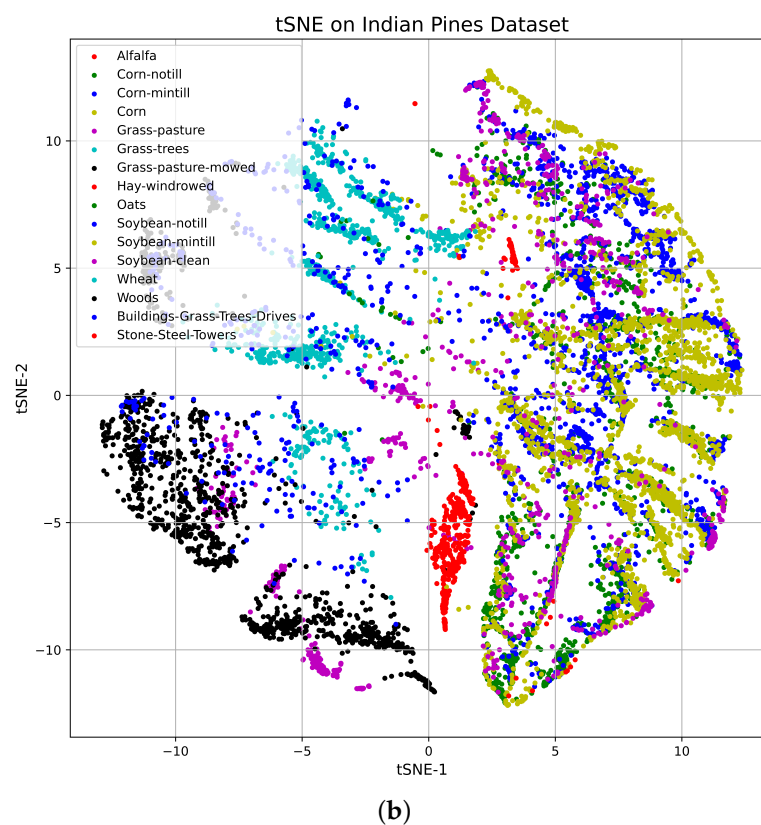 tSNE on Indian Pines Dataset
Alfalfa
Corn-notill
Corn-mintill
Corn
Grass-pasture
Grass-trees
Grass-pasture-mowed
Hay-windrowed
Oats
Soybean-notill
Soybean-mintill
Soybean-clean
Wheat
Woods
Buildings-Grass-Trees-Drives
Stone-Steel-Towers
10
5
0
−5
−10
tSNE-2
−10 −5 0 5 10
tSNE-1
(b)